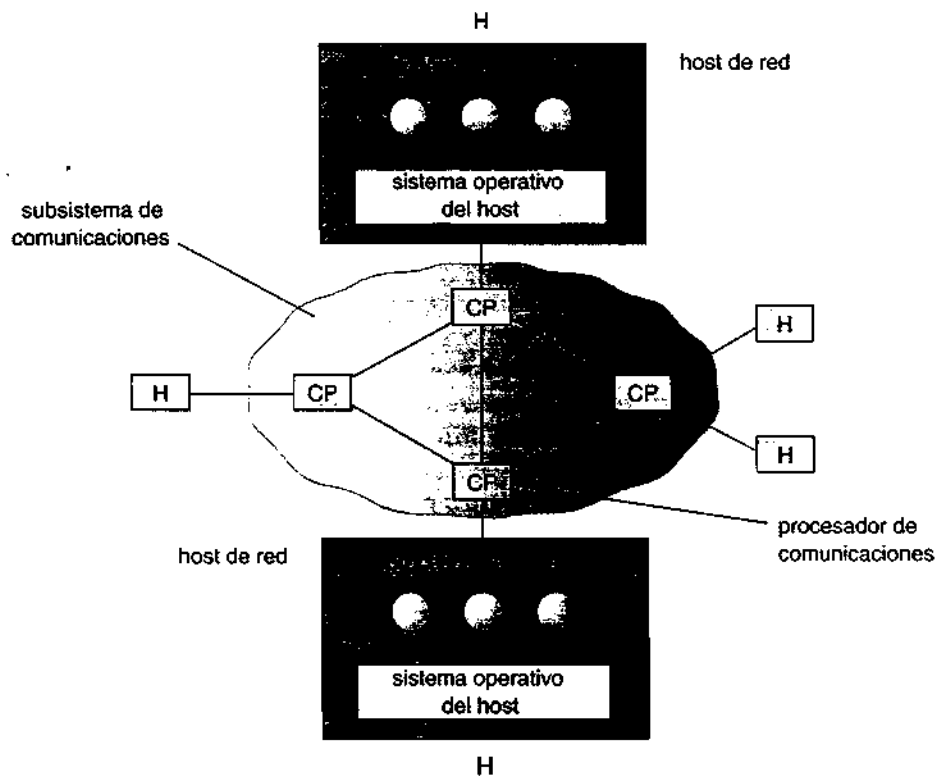 H
host de red
sistema operativo
del host
subsistema de
comunicaciones
CP
H
H
CP
CP
H
CP
procesador de
comunicaciones
host de red
sistema operativo
del host
H